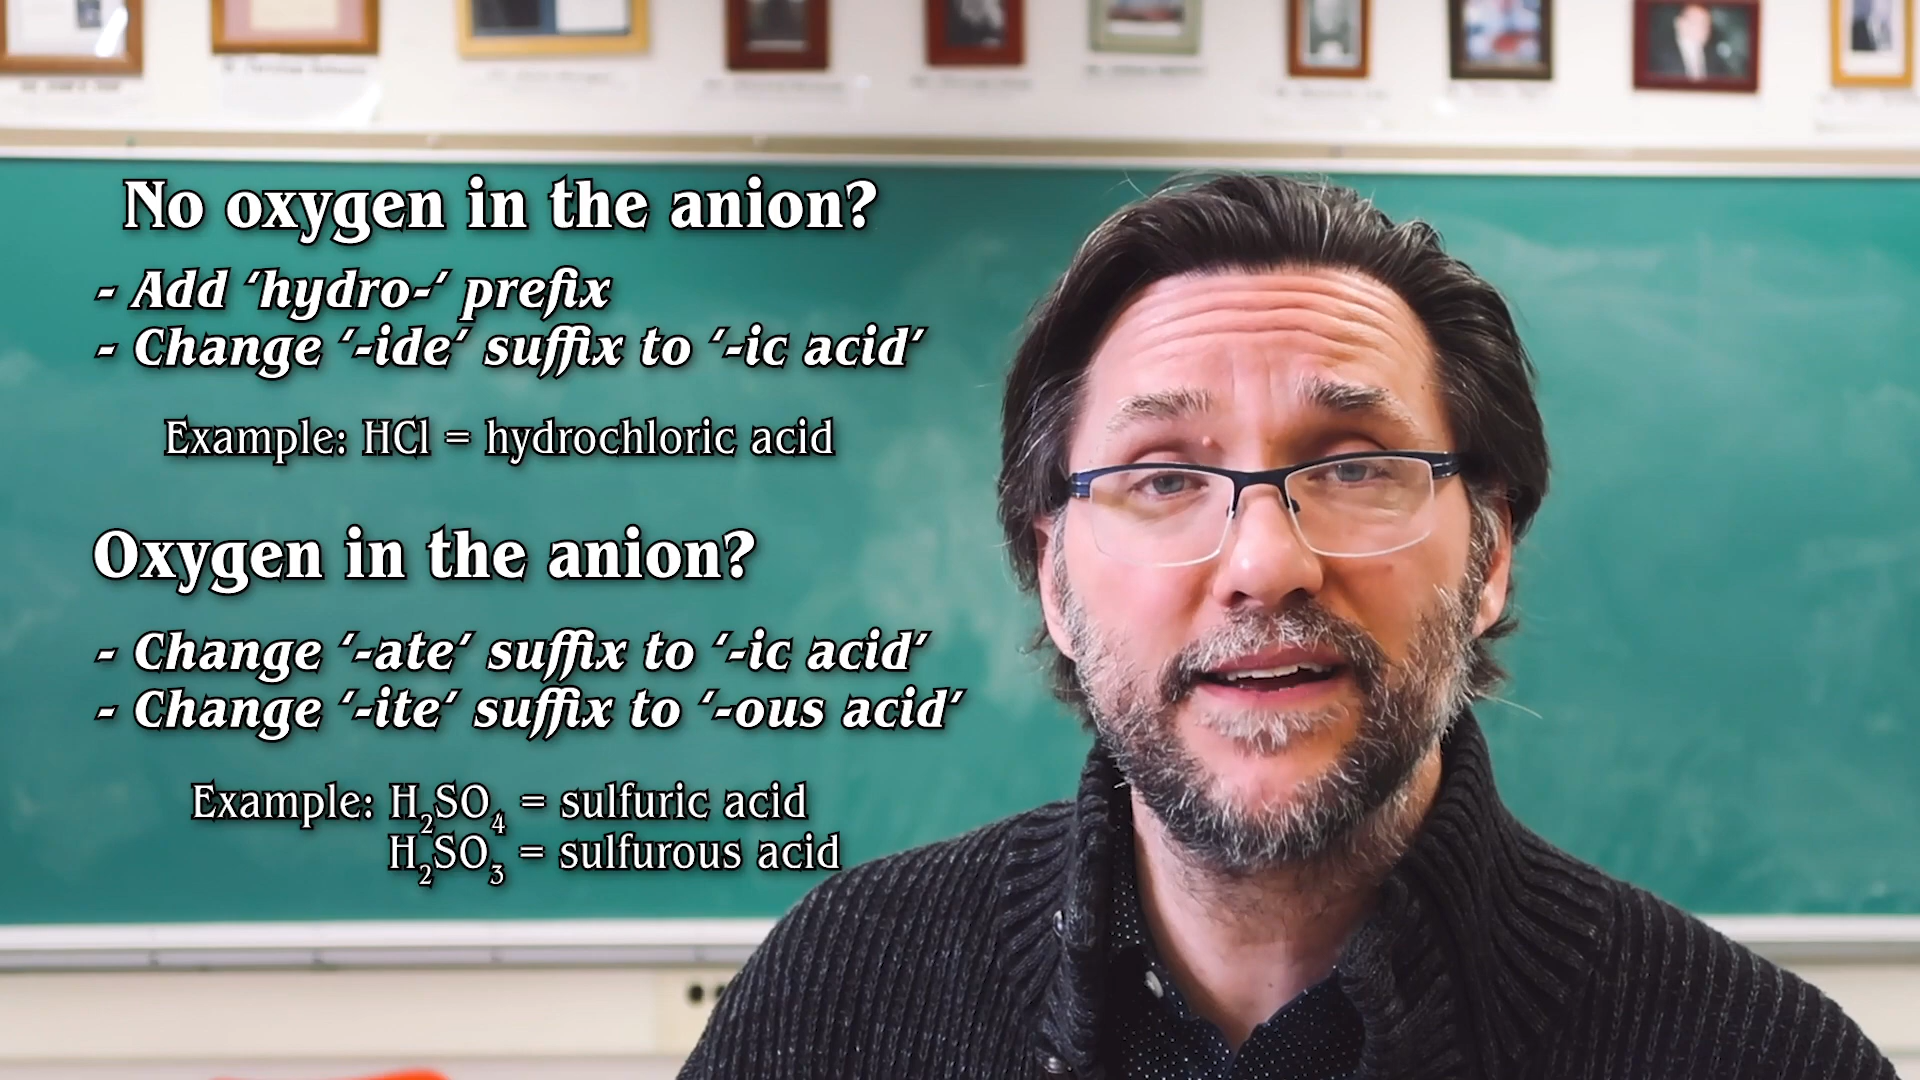 No oxygen in the anion?
- Add ‘hydro-’ prefix
- Change ‘-ide’ suffix to ‘-ic acid’
Example: HCl = hydrochloric acid
Oxygen in the anion?
- Change ‘-ate’ suffix to ‘-ic acid’
- Change ‘-ite’ suffix to ‘-ous acid’
Example: H₂SO₄ = sulfuric acid
H₂SO₃ = sulfurous acid